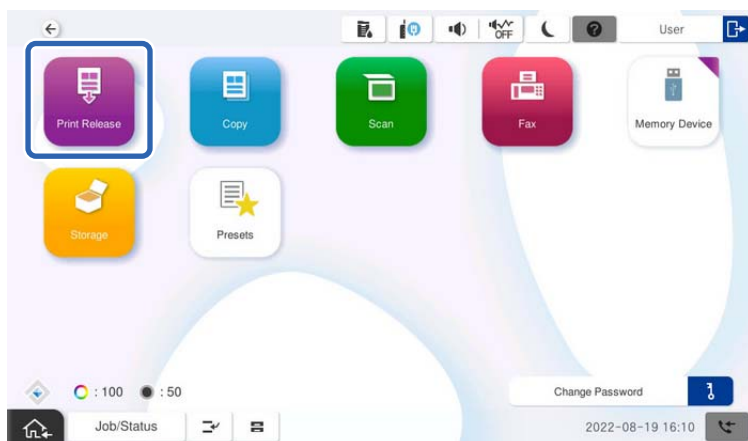 OFF
User
Print Release
Copy
Scan
Fax
Memory Device
Storage
Presets
: 100
: 50
Change Password
Job/Status
2022-08-19 16:10